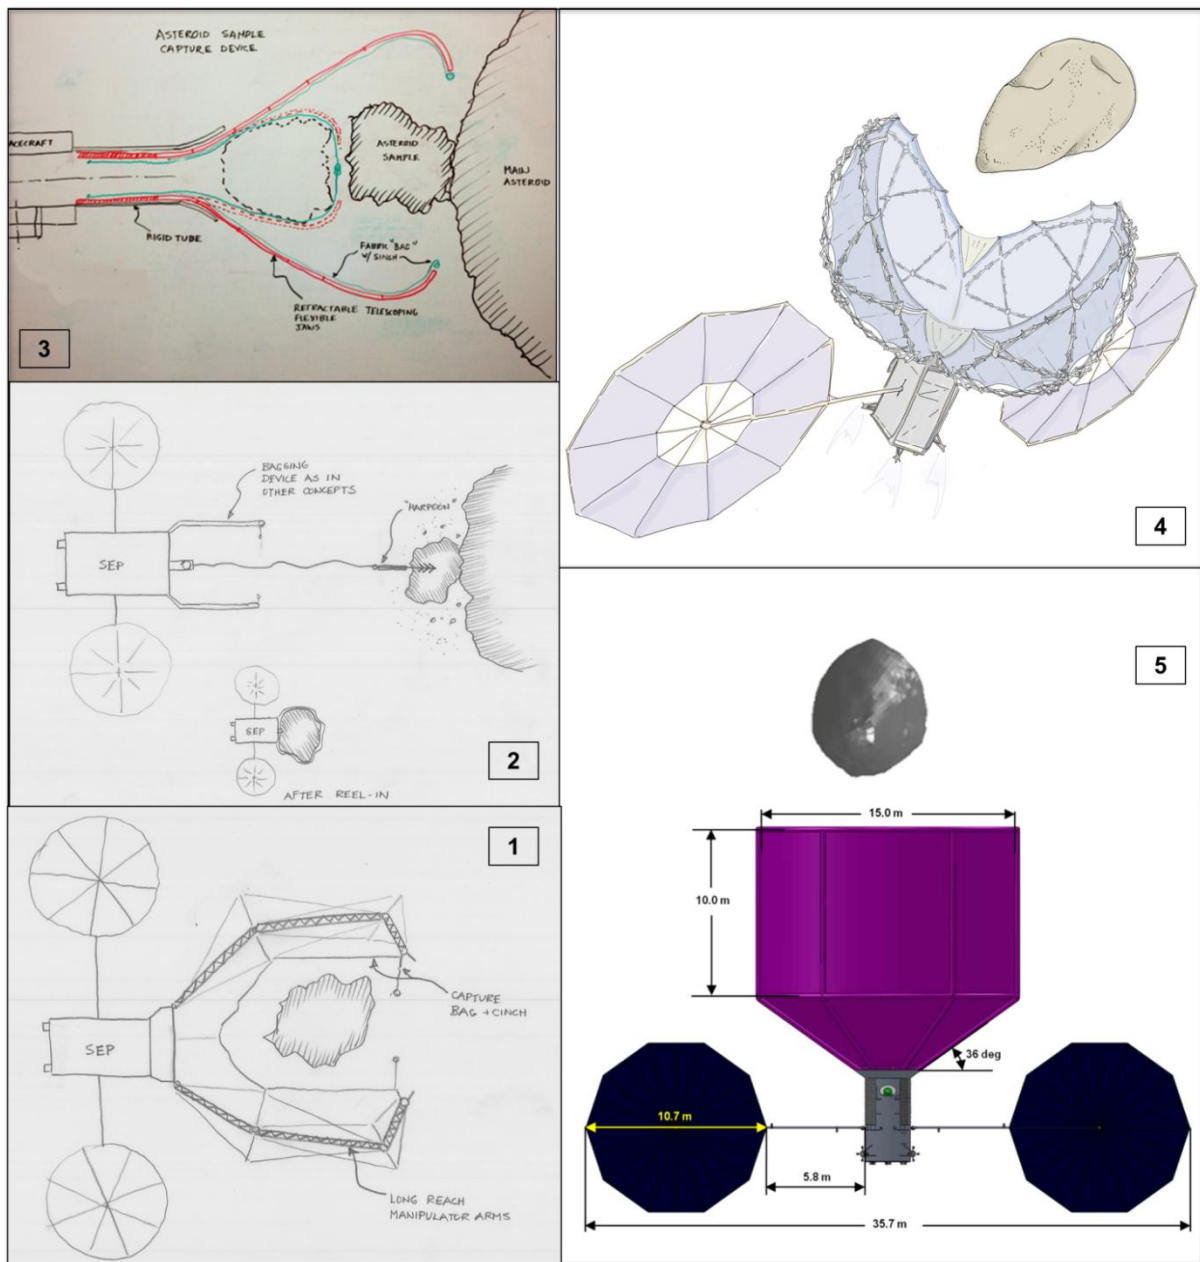 ASTEROID SAMPLE
CAPTURE DEVICE
ACECRAFT
ASTEROID
SAMPLE
MAIN
ASTEROID
RIGID TUBE
FABRIC "BAG"
W/ SINCH
RETRACTABLE TELESCOPING
FLEXIBLE
JAWS
3
4
BAGGING
DEVICE AS IN
OTHER CONCEPTS
"HARPOON"
SEP
SEP
2
AFTER REEL-IN
5
15.0 m
10.0 m
36 deg
10.7 m
5.8 m
35.7 m
1
SEP
CAPTURE
BAG + CINCH
LONG REACH
MANIPULATOR ARMS